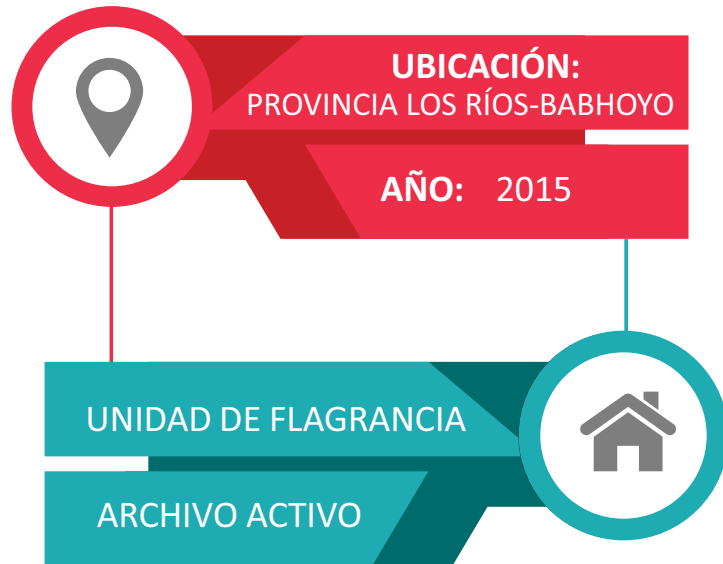 UBICACIÓN:
PROVINCIA LOS RÍOS-BABHOYO
AÑO: 2015
UNIDAD DE FLAGRANCIA
ARCHIVO ACTIVO